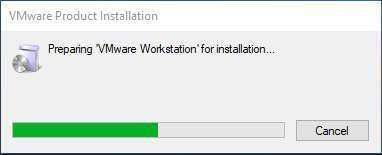 VMware Product Installation
Preparing 'VMware Workstation' for installation...
Cancel